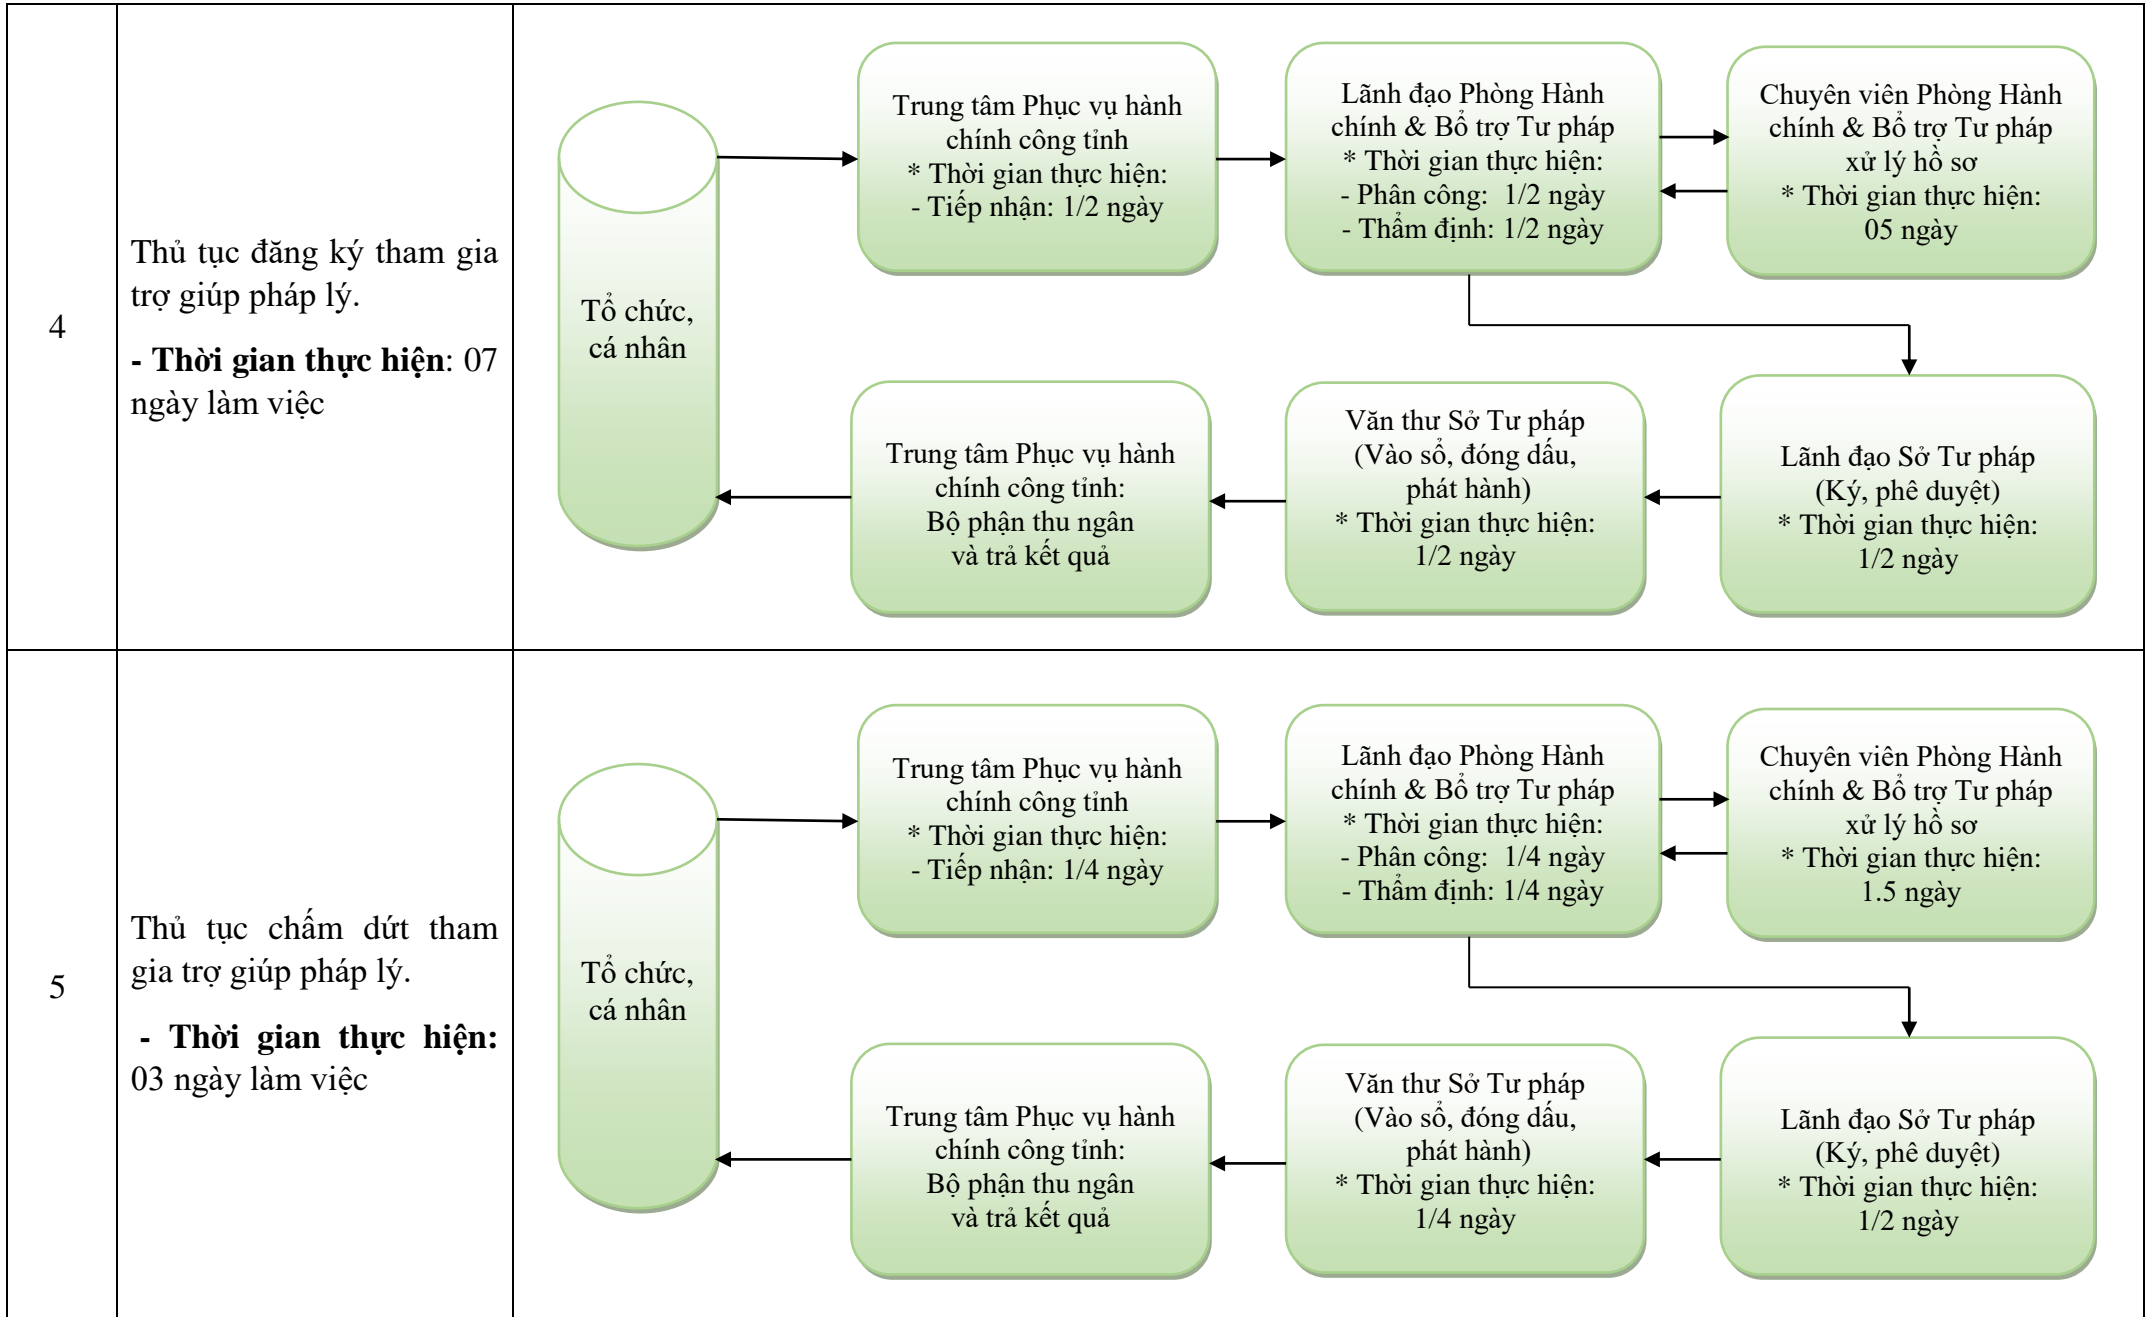 4
Thủ tục đăng ký tham gia
trợ giúp pháp lý.
- Thời gian thực hiện: 07
ngày làm việc
Tổ chức,
cá nhân
Trung tâm Phục vụ hành
chính công tỉnh
* Thời gian thực hiện:
- Tiếp nhận: 1/2 ngày
Lãnh đạo Phòng Hành
chính & Bổ trợ Tư pháp
* Thời gian thực hiện:
- Phân công: 1/2 ngày
- Thẩm định: 1/2 ngày
Chuyên viên Phòng Hành
chính & Bổ trợ Tư pháp
xử lý hồ sơ
* Thời gian thực hiện:
05 ngày
Lãnh đạo Sở Tư pháp
(Ký, phê duyệt)
* Thời gian thực hiện:
1/2 ngày
Văn thư Sở Tư pháp
(Vào sổ, đóng dấu,
phát hành)
* Thời gian thực hiện:
1/2 ngày
Trung tâm Phục vụ hành
chính công tỉnh:
Bộ phận thu ngân
và trả kết quả
5
Thủ tục chấm dứt tham
gia trợ giúp pháp lý.
- Thời gian thực hiện:
03 ngày làm việc
Tổ chức,
cá nhân
Trung tâm Phục vụ hành
chính công tỉnh
* Thời gian thực hiện:
- Tiếp nhận: 1/4 ngày
Lãnh đạo Phòng Hành
chính & Bổ trợ Tư pháp
* Thời gian thực hiện:
- Phân công: 1/4 ngày
- Thẩm định: 1/4 ngày
Chuyên viên Phòng Hành
chính & Bổ trợ Tư pháp
xử lý hồ sơ
* Thời gian thực hiện:
1.5 ngày
Lãnh đạo Sở Tư pháp
(Ký, phê duyệt)
* Thời gian thực hiện:
1/2 ngày
Văn thư Sở Tư pháp
(Vào sổ, đóng dấu,
phát hành)
* Thời gian thực hiện:
1/4 ngày
Trung tâm Phục vụ hành
chính công tỉnh:
Bộ phận thu ngân
và trả kết quả